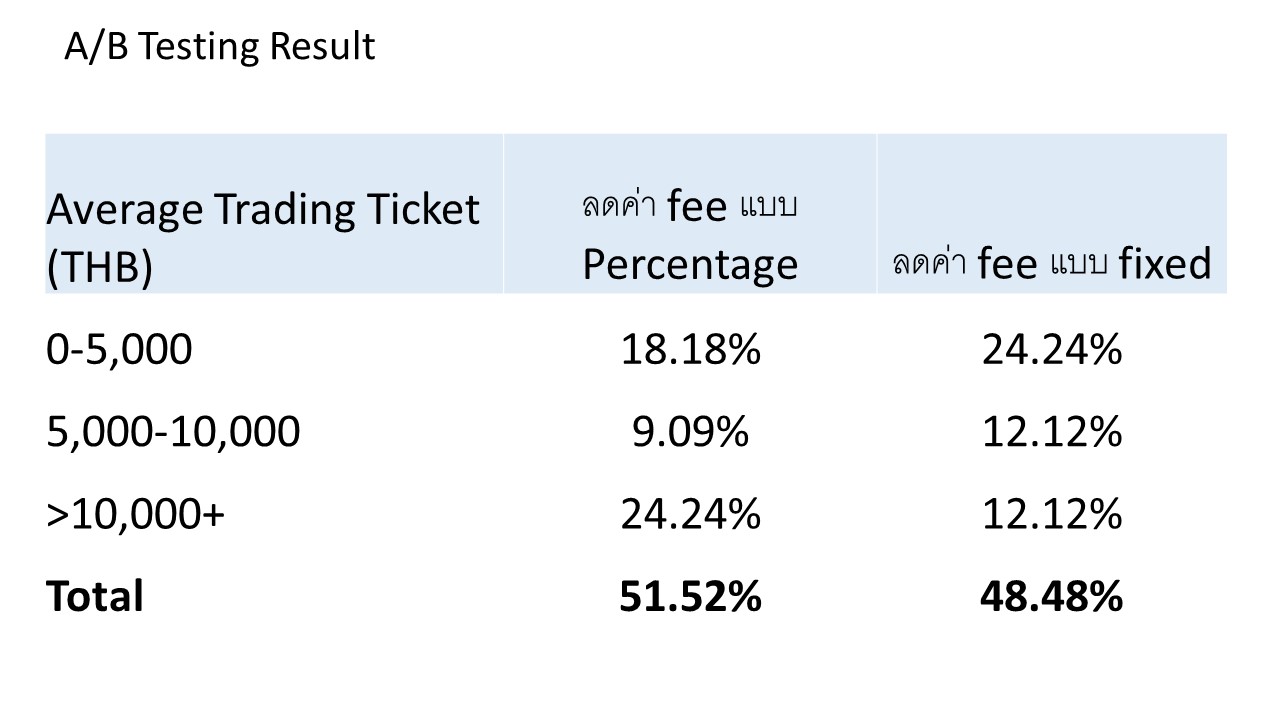 A/B Testing Result
Average Trading Ticket
(THB)
ลดค่า fee แบบ
Percentage
ลดค่า fee แบบ fixed
0-5,000 18.18% 24.24%
5,000-10,000 9.09% 12.12%
>10,000+ 24.24% 12.12%
Total 51.52% 48.48%